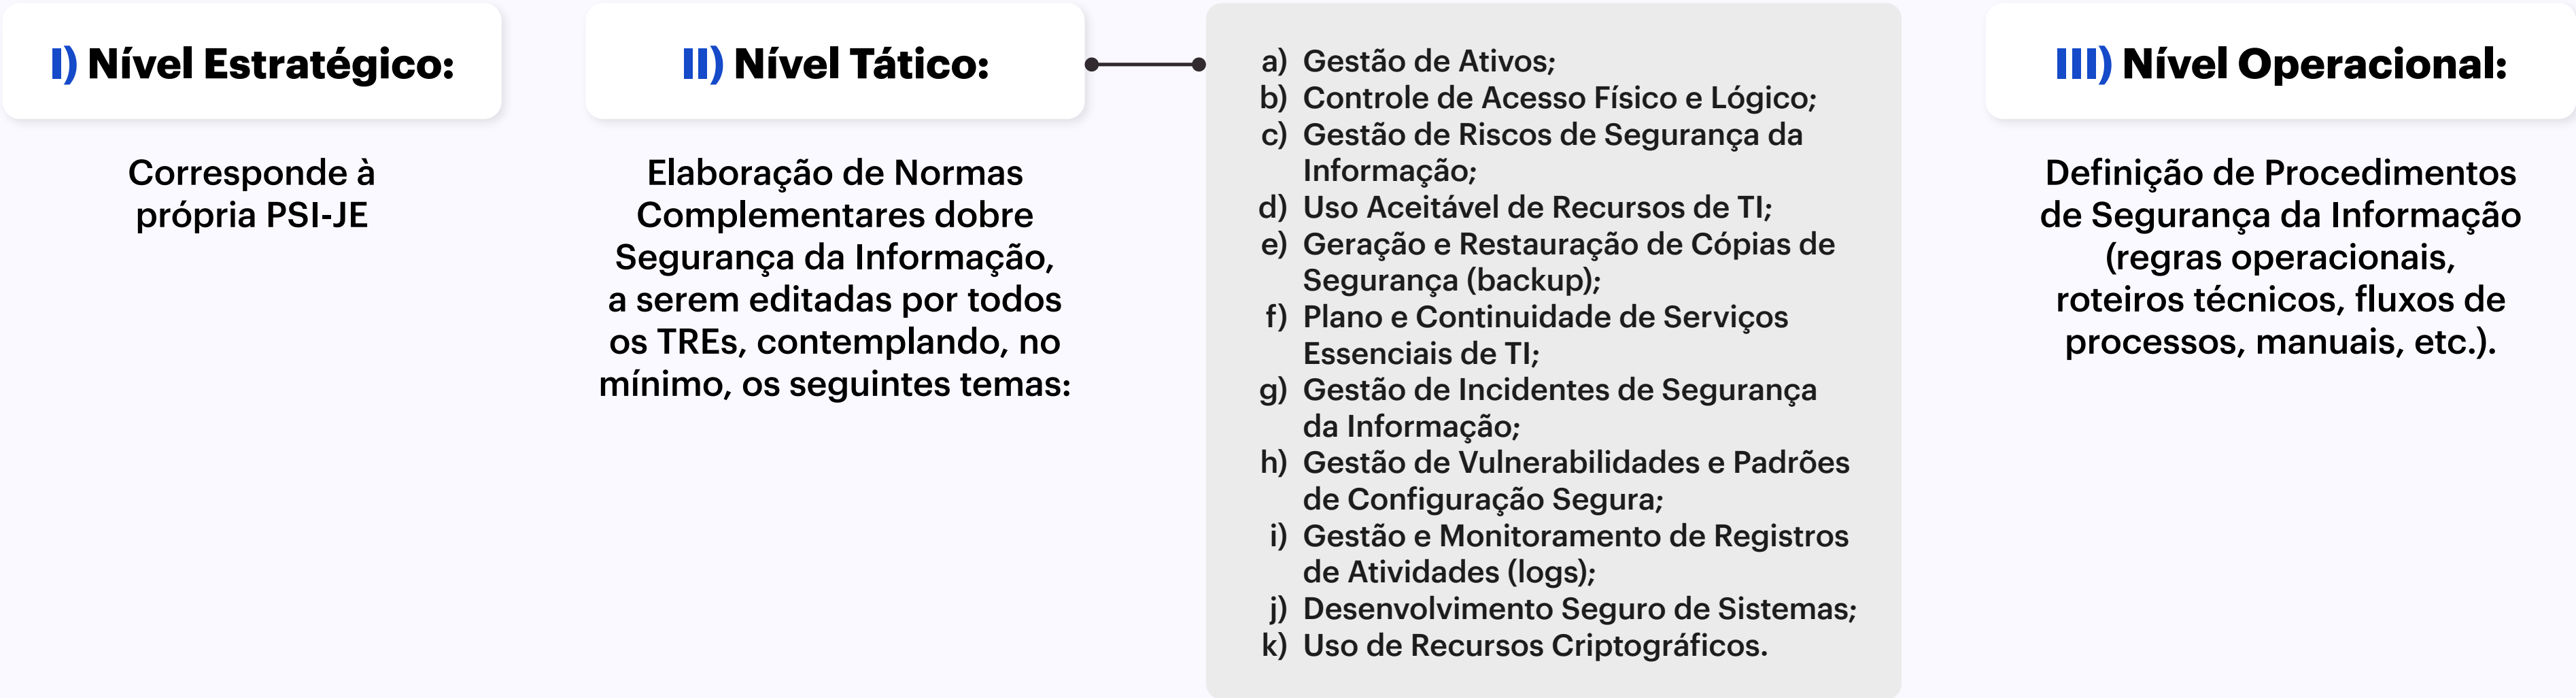 I) Nível Estratégico:
Corresponde à
própria PSI-JE
II) Nível Tático:
Elaboração de Normas
Complementares dobre
Segurança da Informação,
a serem editadas por todos
os TREs, contemplando, no
mínimo, os seguintes temas:
a) Gestão de Ativos;
b) Controle de Acesso Físico e Lógico;
c) Gestão de Riscos de Segurança da
Informação;
d) Uso Aceitável de Recursos de TI;
e) Geração e Restauração de Cópias de
Segurança (backup);
f) Plano e Continuidade de Serviços
Essenciais de TI;
g) Gestão de Incidentes de Segurança
da Informação;
h) Gestão de Vulnerabilidades e Padrões
de Configuração Segura;
i) Gestão e Monitoramento de Registros
de Atividades (logs);
j) Desenvolvimento Seguro de Sistemas;
k) Uso de Recursos Criptográficos.
III) Nível Operacional:
Definição de Procedimentos
de Segurança da Informação
(regras operacionais,
roteiros técnicos, fluxos de
processos, manuais, etc.).